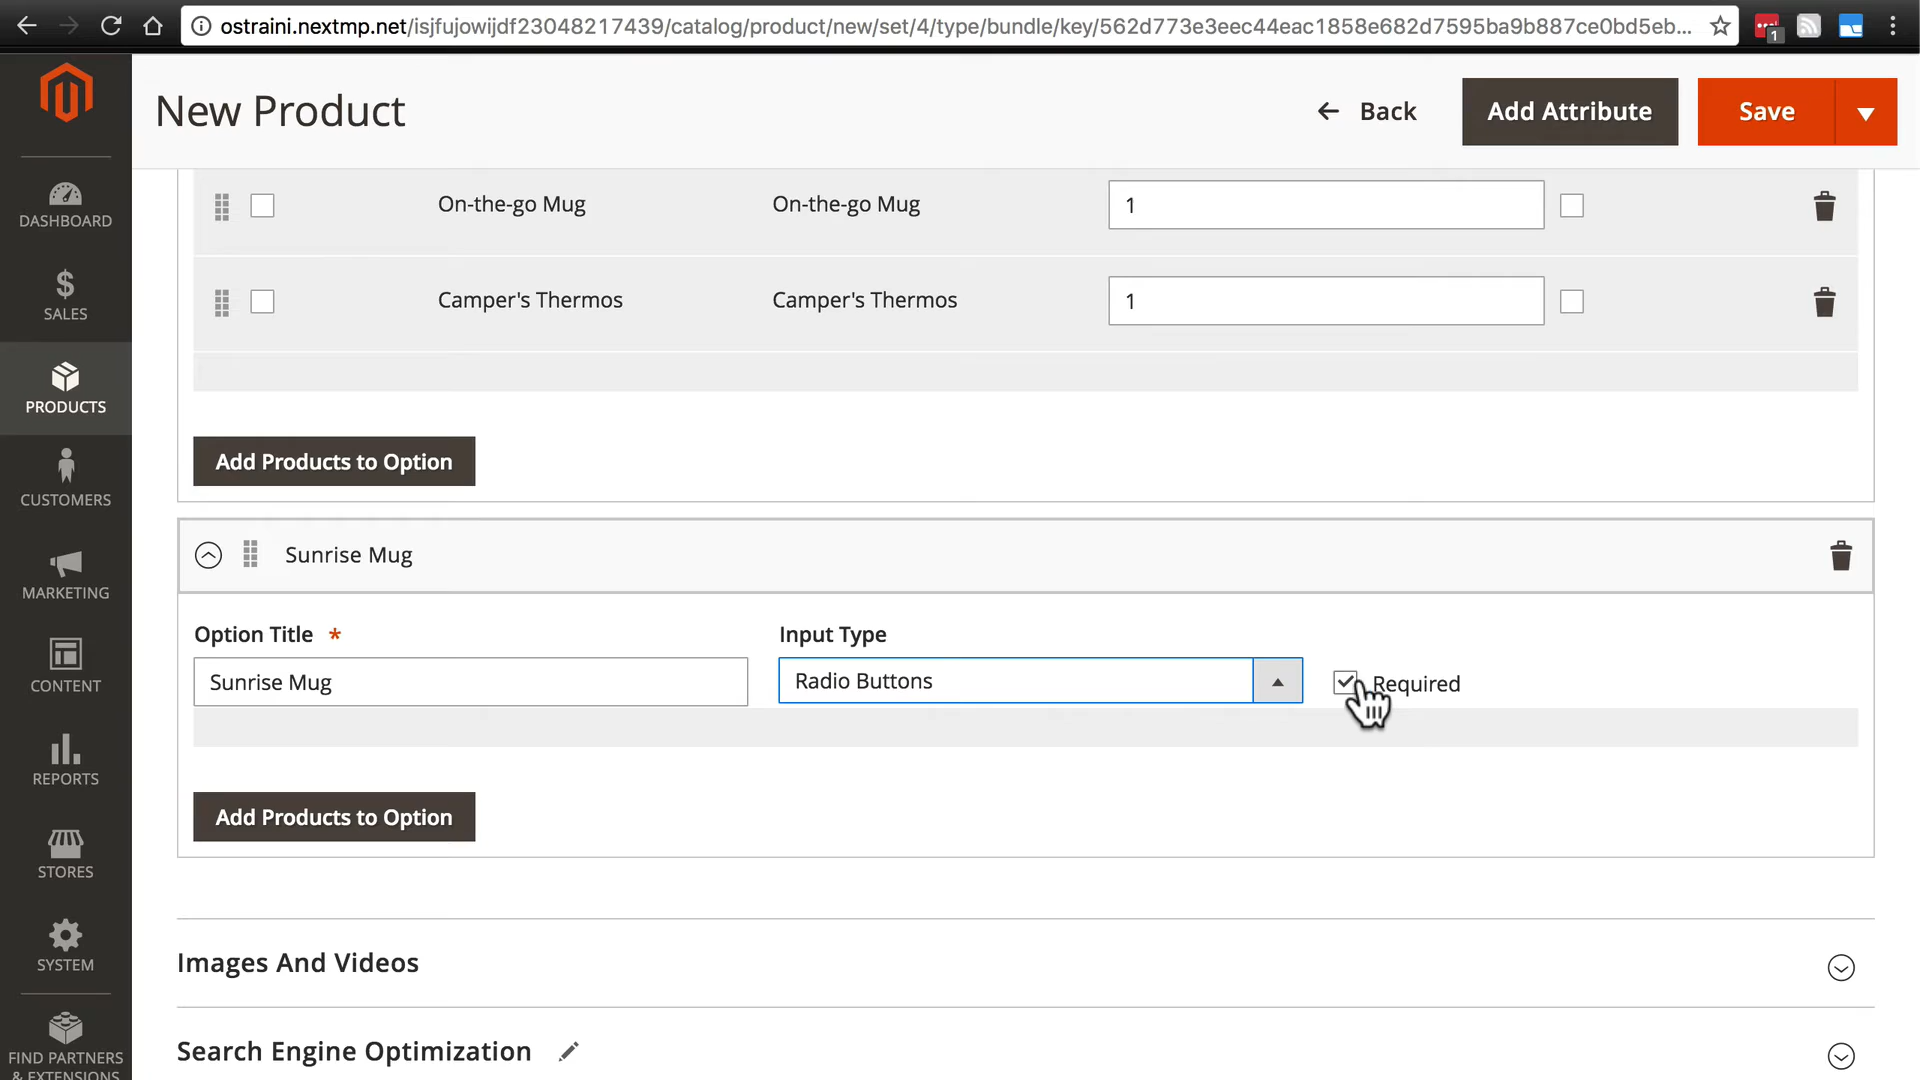 ostraini.nextmp.net/isjfujowijdf23048217439/catalog/product/new/set/4/type/bundle/key/562d773e3eec44eac1858e682d7595ba9b887ce0bd5eb...
1
New Product
Back
Add Attribute
Save
DASHBOARD
SALES
PRODUCTS
CUSTOMERS
MARKETING
CONTENT
REPORTS
STORES
SYSTEM
FIND PARTNERS
& EXTENSIONS
On-the-go Mug On-the-go Mug 1
Camper's Thermos Camper's Thermos 1
Add Products to Option
Sunrise Mug
Option Title * Input Type
Sunrise Mug Radio Buttons Required
Add Products to Option
Images And Videos
Search Engine Optimization